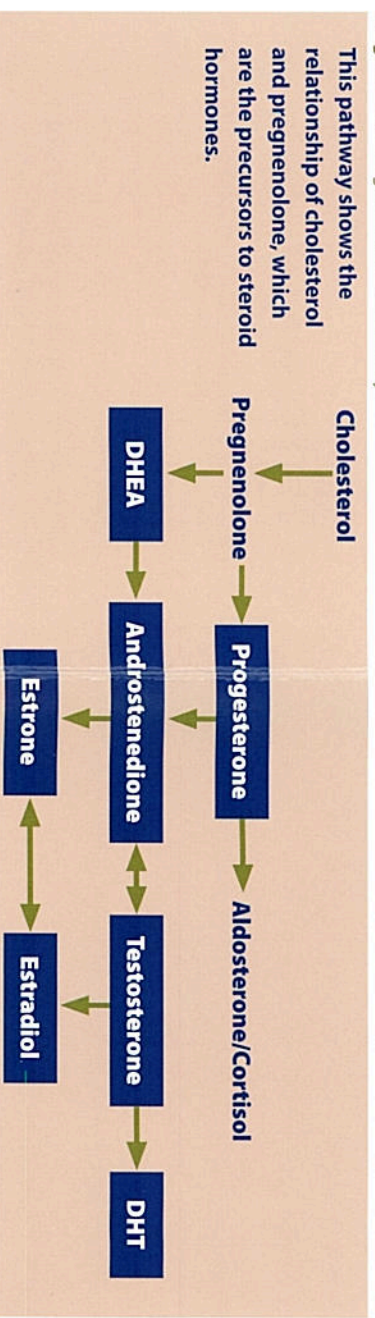 This pathway shows the
relationship of cholesterol
and pregnenolone, which
are the precursors to steroid
hormones.
Cholesterol
Pregnenolone
Progesterone
Aldosterone/Cortisol
DHEA
Androstenedione
Testosterone
DHT
Estrone
Estradiol